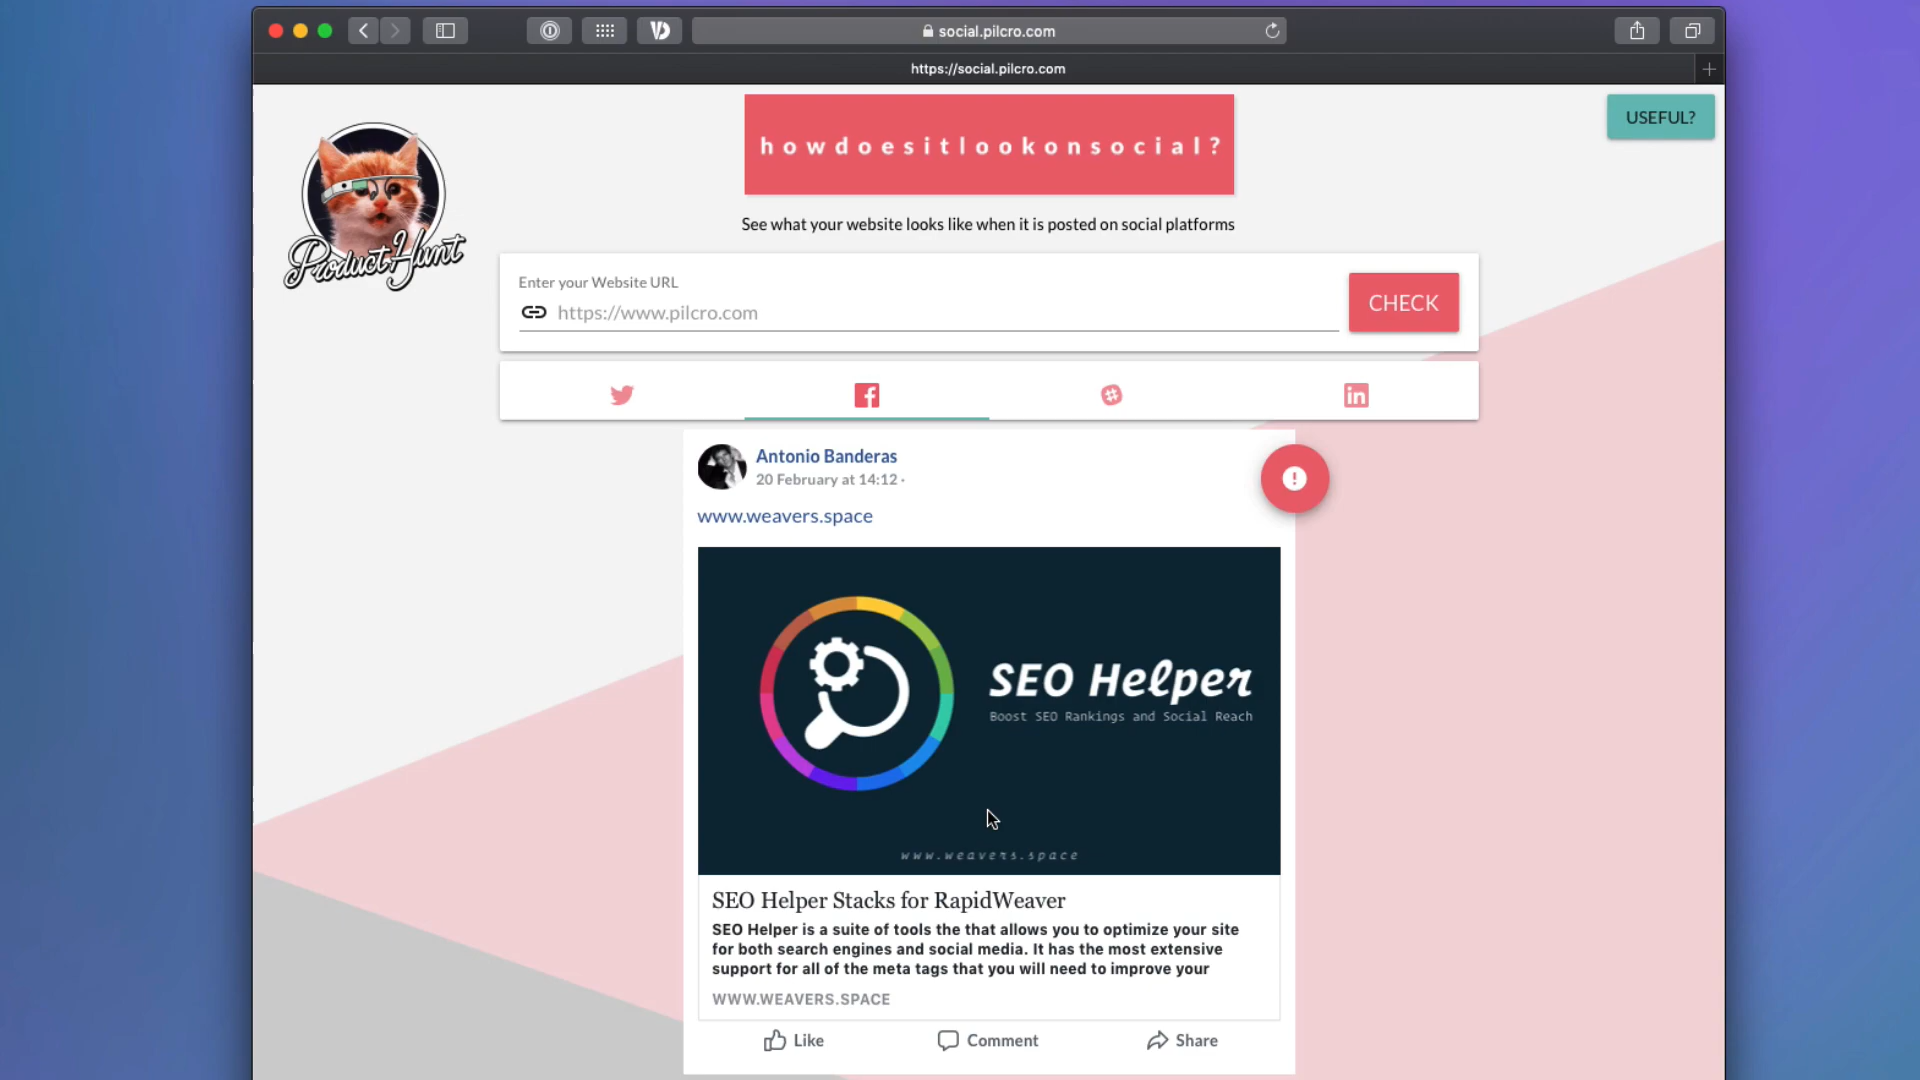 social.pilcro.com
https://social.pilcro.com
howdoesitlookonsocial?
USEFUL?
Product Hunt
See what your website looks like when it is posted on social platforms
Enter your Website URL
https://www.pilcro.com
CHECK
Antonio Banderas
20 February at 14:12 ·
www.weavers.space
SEO Helper
Boost SEO Rankings and Social Reach
www.weavers.space
SEO Helper Stacks for RapidWeaver
SEO Helper is a suite of tools the that allows you to optimize your site
for both search engines and social media. It has the most extensive
support for all of the meta tags that you will need to improve your
WWW.WEAVERS.SPACE
Like
Comment
Share